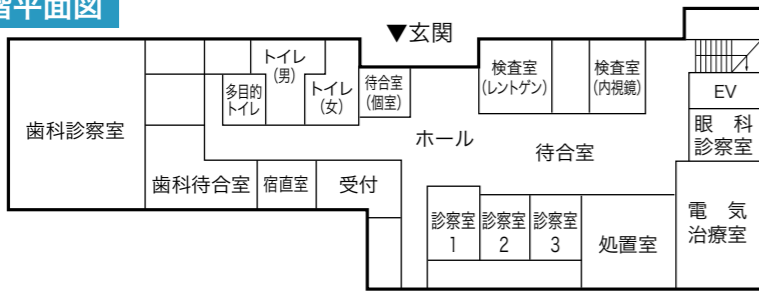 階平面図
▼玄関
トイレ
(男)
多目的
トイレ
トイレ
(女)
待合室
(個室)
検査室
(レントゲン)
検査室
(内視鏡)
EV
眼 科
診察室
歯科診察室
ホール
待合室
歯科待合室
宿直室
受付
診察室
1
診察室
2
診察室
3
処置室
電 気
治療室